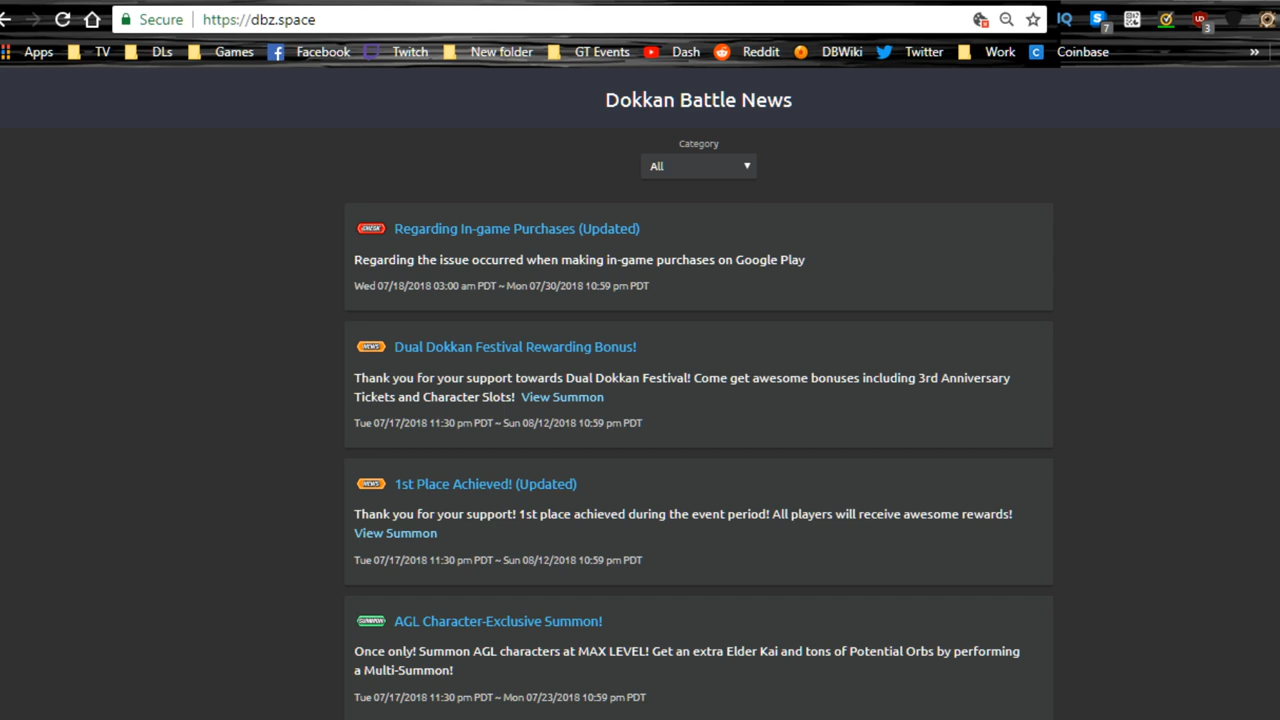 Secure https://dbz.space
IQ
7
UD
3
Apps TV DLs Games Facebook Twitch New folder GT Events Dash Reddit DBWiki Twitter Work C Coinbase »
Dokkan Battle News
Category
All
CHECK Regarding In-game Purchases (Updated)
Regarding the issue occurred when making in-game purchases on Google Play
Wed 07/18/2018 03:00 am PDT ~ Mon 07/30/2018 10:59 pm PDT
NEWS Dual Dokkan Festival Rewarding Bonus!
Thank you for your support towards Dual Dokkan Festival! Come get awesome bonuses including 3rd Anniversary
Tickets and Character Slots! View Summon
Tue 07/17/2018 11:30 pm PDT ~ Sun 08/12/2018 10:59 pm PDT
NEWS 1st Place Achieved! (Updated)
Thank you for your support! 1st place achieved during the event period! All players will receive awesome rewards!
View Summon
Tue 07/17/2018 11:30 pm PDT ~ Sun 08/12/2018 10:59 pm PDT
SUMMON AGL Character-Exclusive Summon!
Once only! Summon AGL characters at MAX LEVEL! Get an extra Elder Kai and tons of Potential Orbs by performing
a Multi-Summon!
Tue 07/17/2018 11:30 pm PDT ~ Mon 07/23/2018 10:59 pm PDT